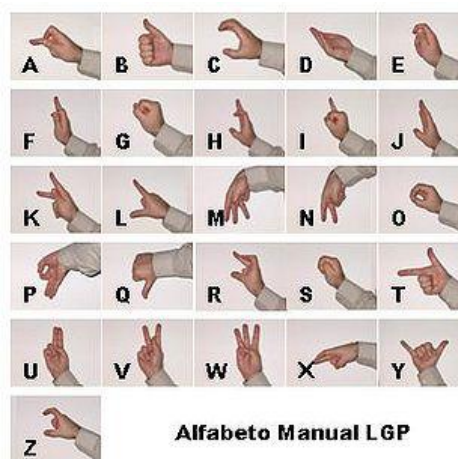 A B C D E
F G H I J
K L M N O
P Q R S T
U V W X Y
Z Alfabeto Manual LGP